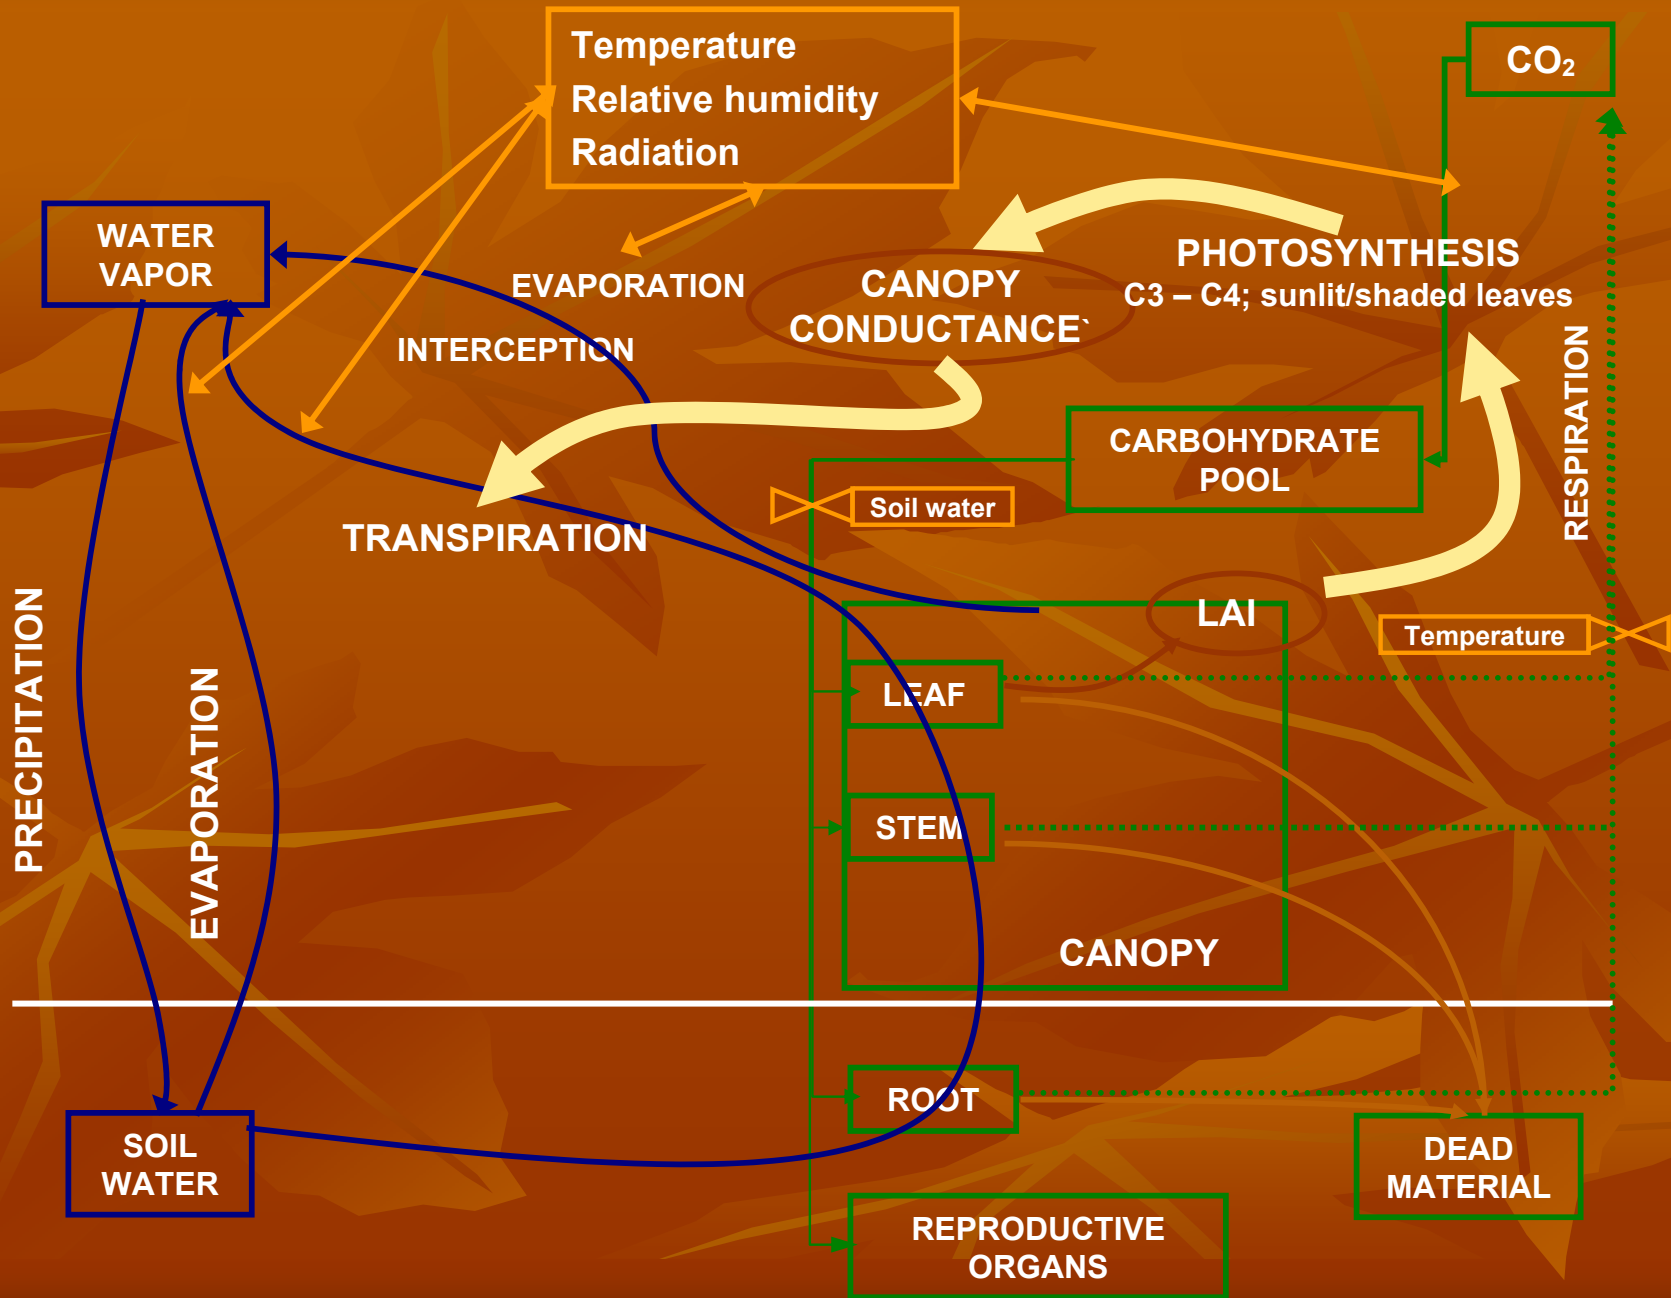 Temperature
Relative humidity
Radiation
CO₂
WATER
VAPOR
EVAPORATION
INTERCEPTION
CANOPY
CONDUCTANCE`
PHOTOSYNTHESIS
C3 – C4; sunlit/shaded leaves
RESPIRATION
CARBOHYDRATE
POOL
Soil water
TRANSPIRATION
PRECIPITATION
EVAPORATION
LAI
Temperature
LEAF
STEM
CANOPY
ROOT
SOIL
WATER
DEAD
MATERIAL
REPRODUCTIVE
ORGANS